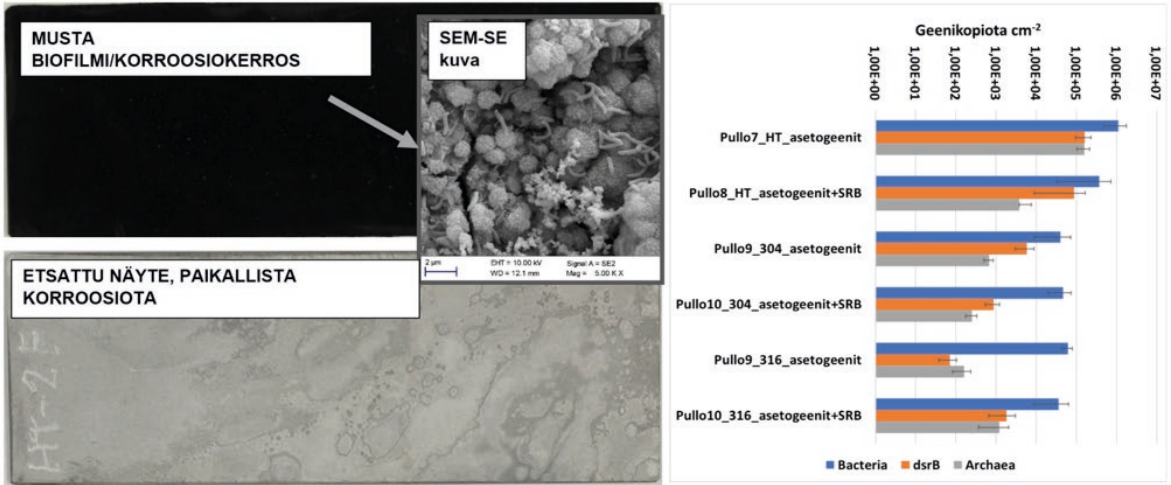 MUSTA
BIOFILMI/KORROOSIOKERROS
SEM-SE
kuva
2 µm
EHT = 10.00 kV
WD = 12.1 mm
Signal A = SE2
Mag = 5.00 K X
ETSATTU NÄYTE, PAIKALLISTA
KORROOSIOTA
Geenikopiota cm-2
1,00E+00
1,00E+01
1,00E+02
1,00E+03
1,00E+04
1,00E+05
1,00E+06
1,00E+07
Pullo7_HT_asetogeenit
Pullo8_HT_asetogeenit+SRB
Pullo9_304_asetogeenit
Pullo10_304_asetogeenit+SRB
Pullo9_316_asetogeenit
Pullo10_316_asetogeenit+SRB
Bacteria
dsrB
Archaea